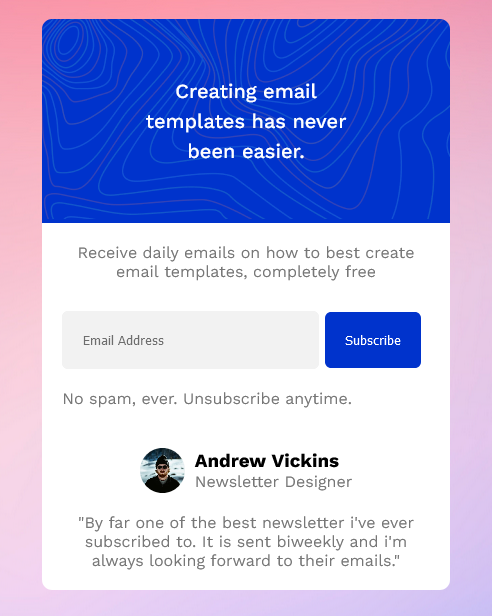 Creating email
templates has never
been easier.
Receive daily emails on how to best create
email templates, completely free
Email Address
Subscribe
No spam, ever. Unsubscribe anytime.
Andrew Vickins
Newsletter Designer
"By far one of the best newsletter i've ever
subscribed to. It is sent biweekly and i'm
always looking forward to their emails."